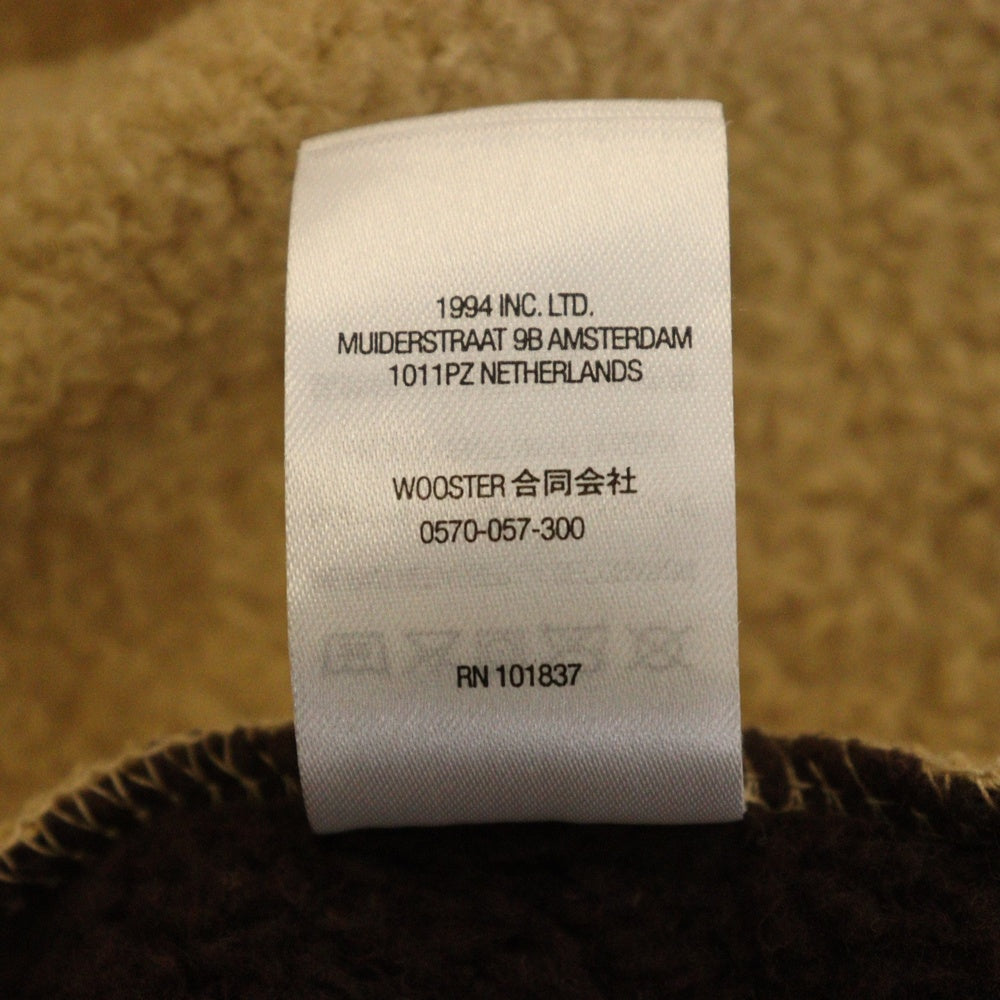 1994 INC. LTD.
MUIDERSTRAAT 9B AMSTERDAM
1011PZ NETHERLANDS
WOOSTER 合同会社
0570-057-300
RN 101837